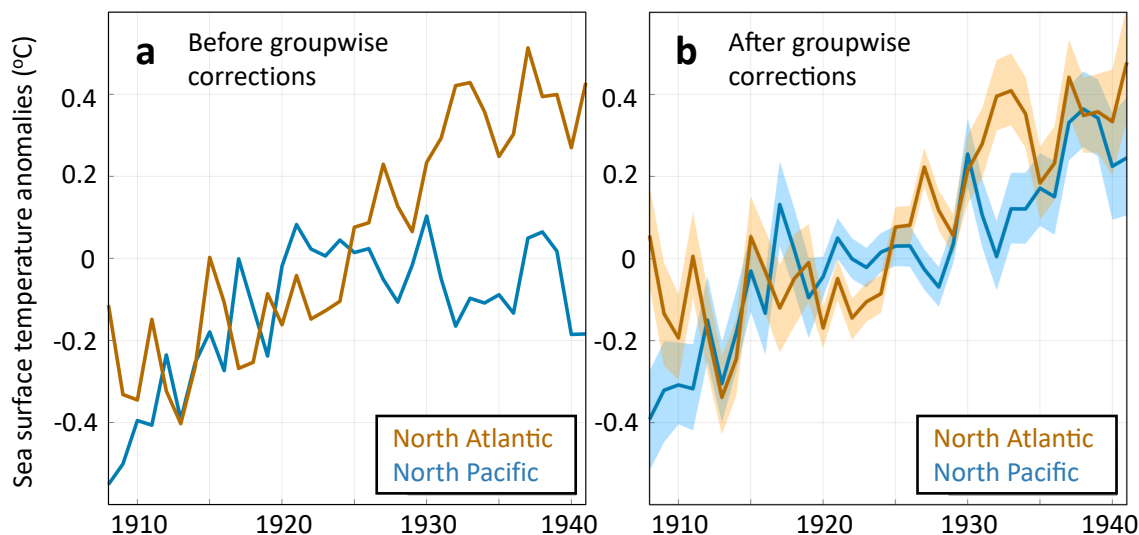 Sea surface temperature anomalies (ºC)
a
Before groupwise
corrections
0.4
0.2
0
-0.2
-0.4
North Atlantic
North Pacific
1910
1920
1930
1940
b
After groupwise
corrections
0.4
0.2
0
-0.2
-0.4
North Atlantic
North Pacific
1910
1920
1930
1940